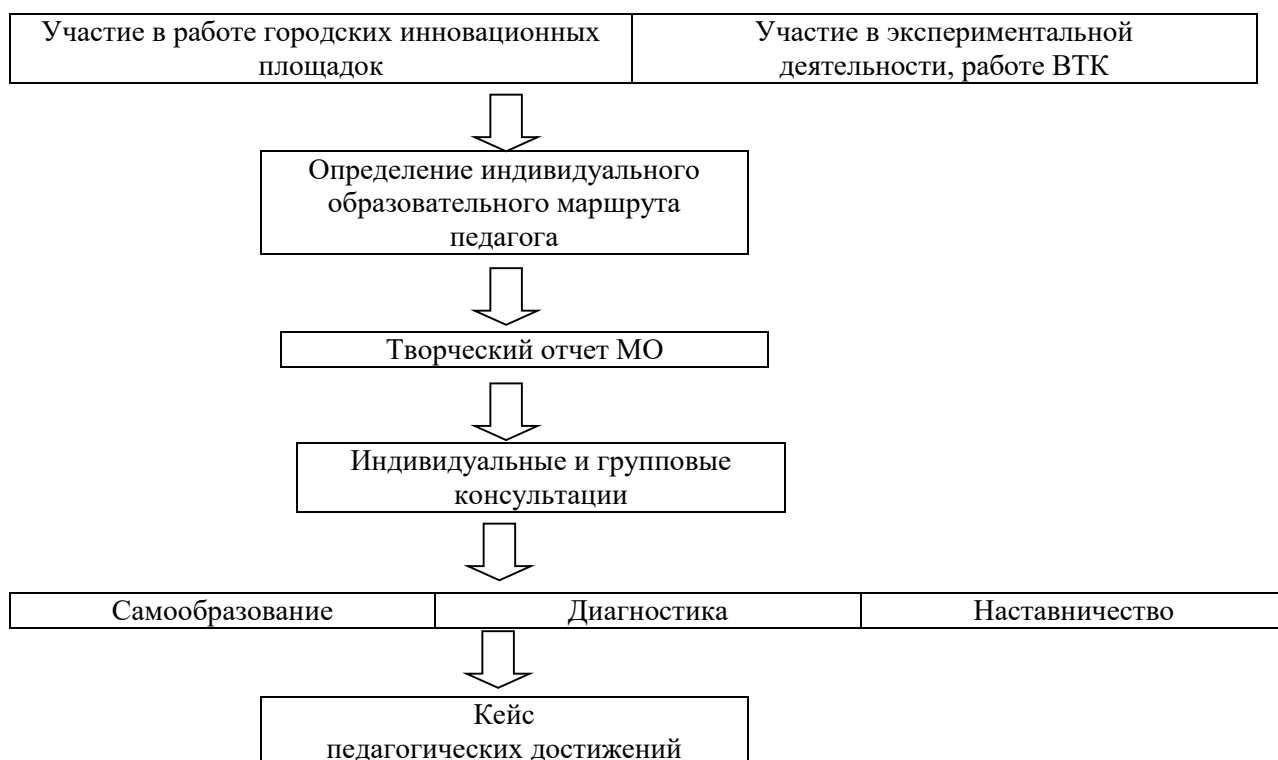 Участие в работе городских инновационных
площадок
Участие в экспериментальной
деятельности, работе ВТК
Определение индивидуального
образовательного маршрута
педагога
Творческий отчет МО
Индивидуальные и групповые
консультации
Самообразование
Диагностика
Наставничество
Кейс
педагогических достижений